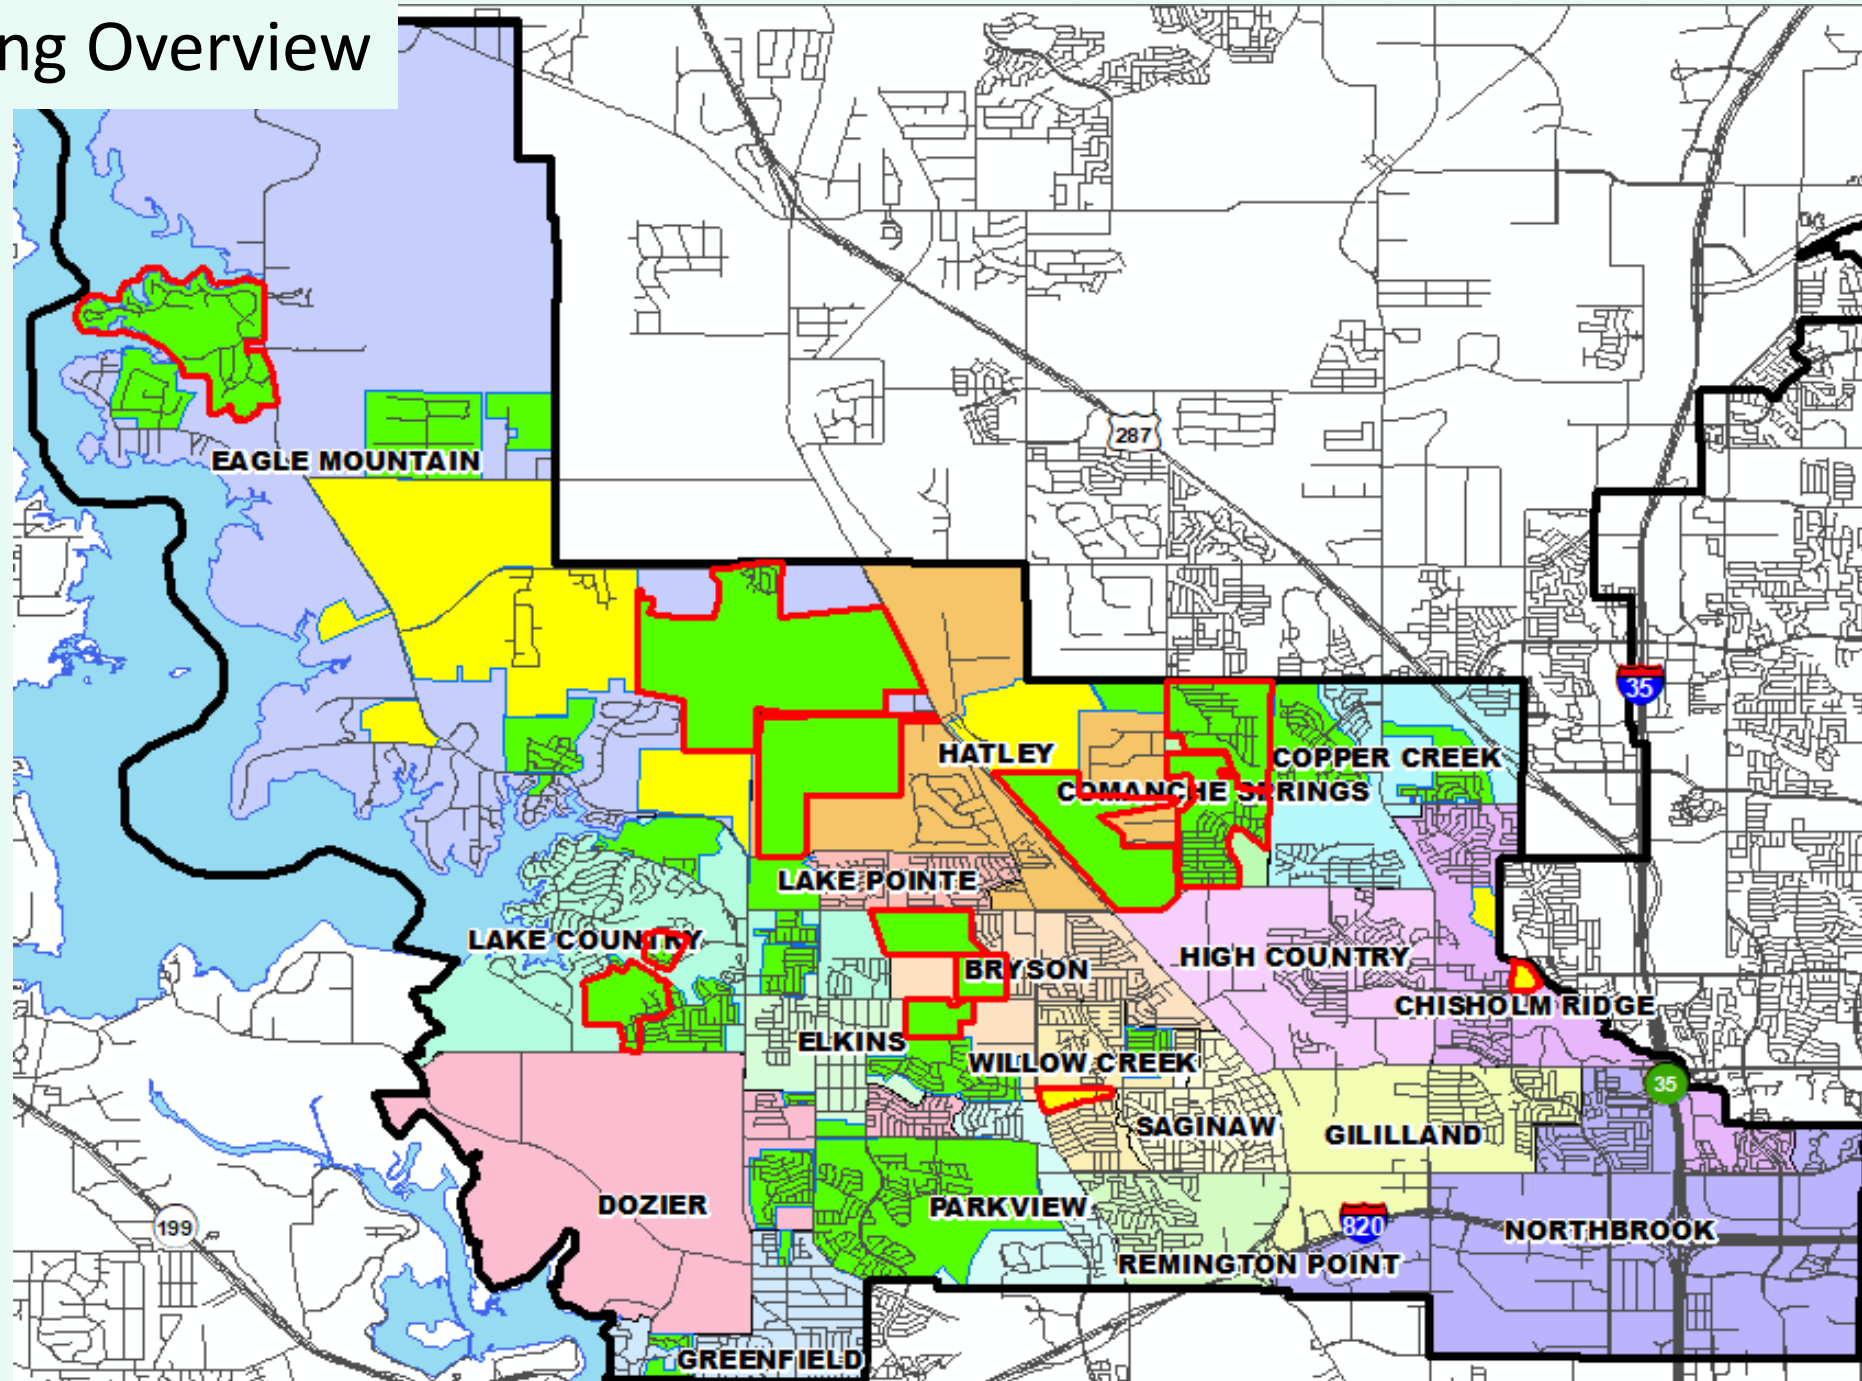 ng Overview
287
EAGLE MOUNTAIN
35
HATLEY
COPPER CREEK
COMANCHE SPRINGS
LAKE POINTE
LAKE COUNTRY
HIGH COUNTRY
BRYSON
CHISHOLM RIDGE
ELKINS
WILLOW CREEK
35
SAGINAW
GILILLAND
DOZIER
PARKVIEW
199
820
NORTHBROOK
REMINGTON POINT
GREENFIELD